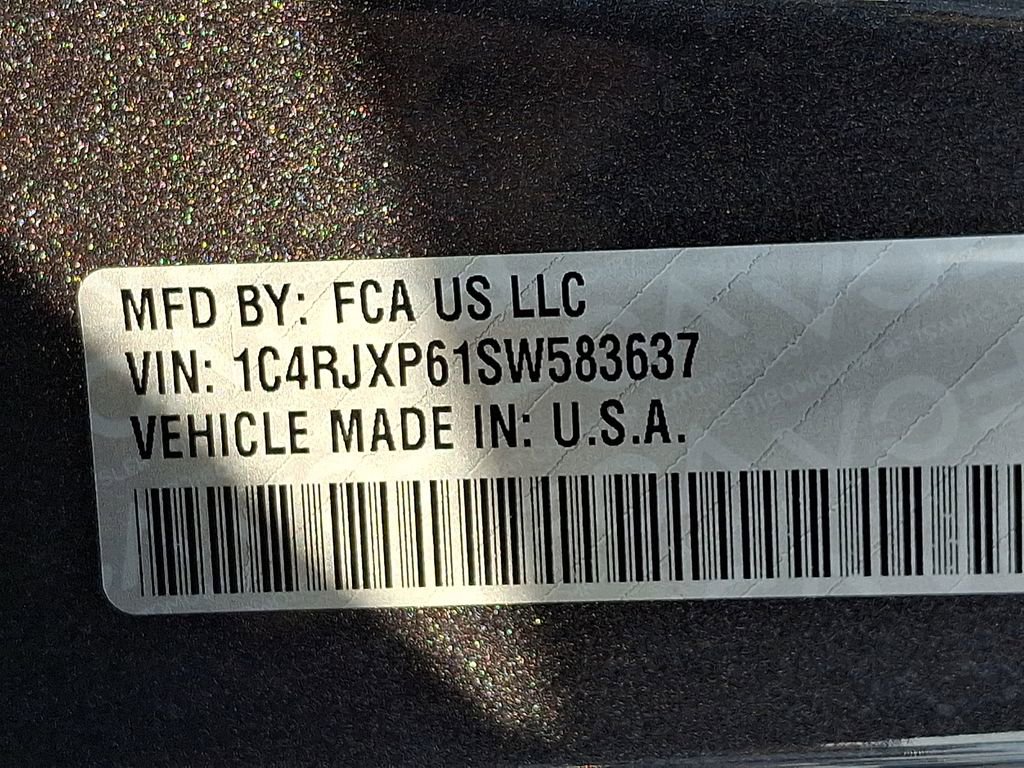 MFD BY: FCA US LLC
VIN: 1C4RJXP61SW583637
VEHICLE MADE IN: U.S.A.